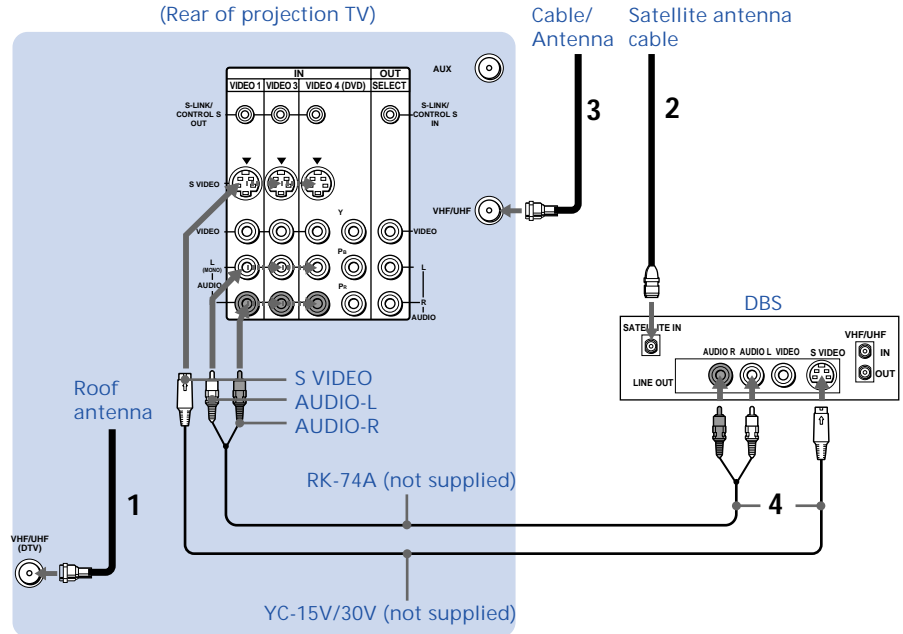 (Rear of projection TV)
Cable/
Antenna
Satellite antenna
cable
IN
OUT
VIDEO 1
VIDEO 3
VIDEO 4 (DVD)
SELECT
AUX
S-LINK/
CONTROL S
OUT
S-LINK/
CONTROL S
IN
3
2
S VIDEO
VHF/UHF
VIDEO
Y
VIDEO
L
(MONO)
AUDIO
PB
L
PR
R
AUDIO
DBS
SATELLITE IN
VHF/UHF
AUDIO R
AUDIO L
VIDEO
S VIDEO
IN
OUT
LINE OUT
S VIDEO
AUDIO-L
AUDIO-R
Roof
antenna
1
RK-74A (not supplied)
4
VHF/UHF
(DTV)
YC-15V/30V (not supplied)